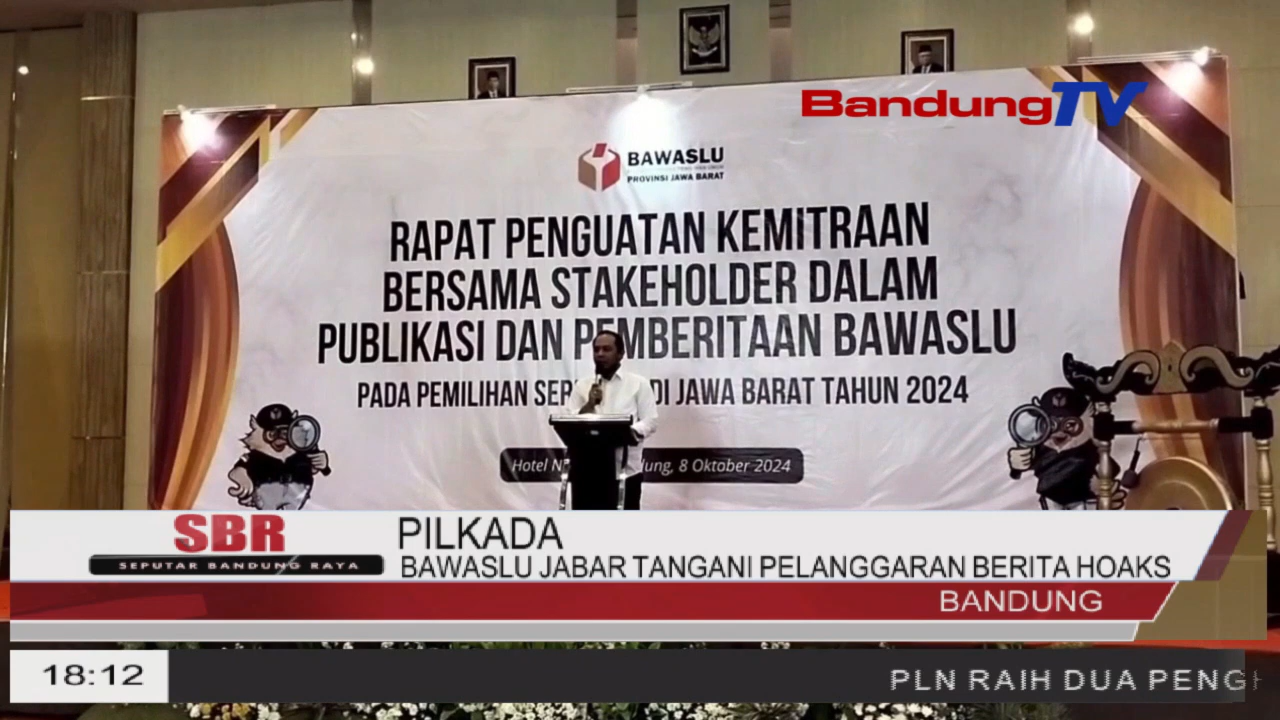 BandungTV
BAWASLU
PROVINSI JAWA BARAT
RAPAT PENGUATAN KEMITRAAN
BERSAMA STAKEHOLDER DALAM
PUBLIKASI DAN PEMBERITAAN BAWASLU
PADA PEMILIHAN DI JAWA BARAT TAHUN 2024
Hotel 8 Oktober 2024
SBR
SEPUTAR BANDUNG RAYA
PILKADA
BAWASLU JABAR TANGANI PELANGGARAN BERITA HOAKS
BANDUNG
18:12
PLN RAIH DUA PENG